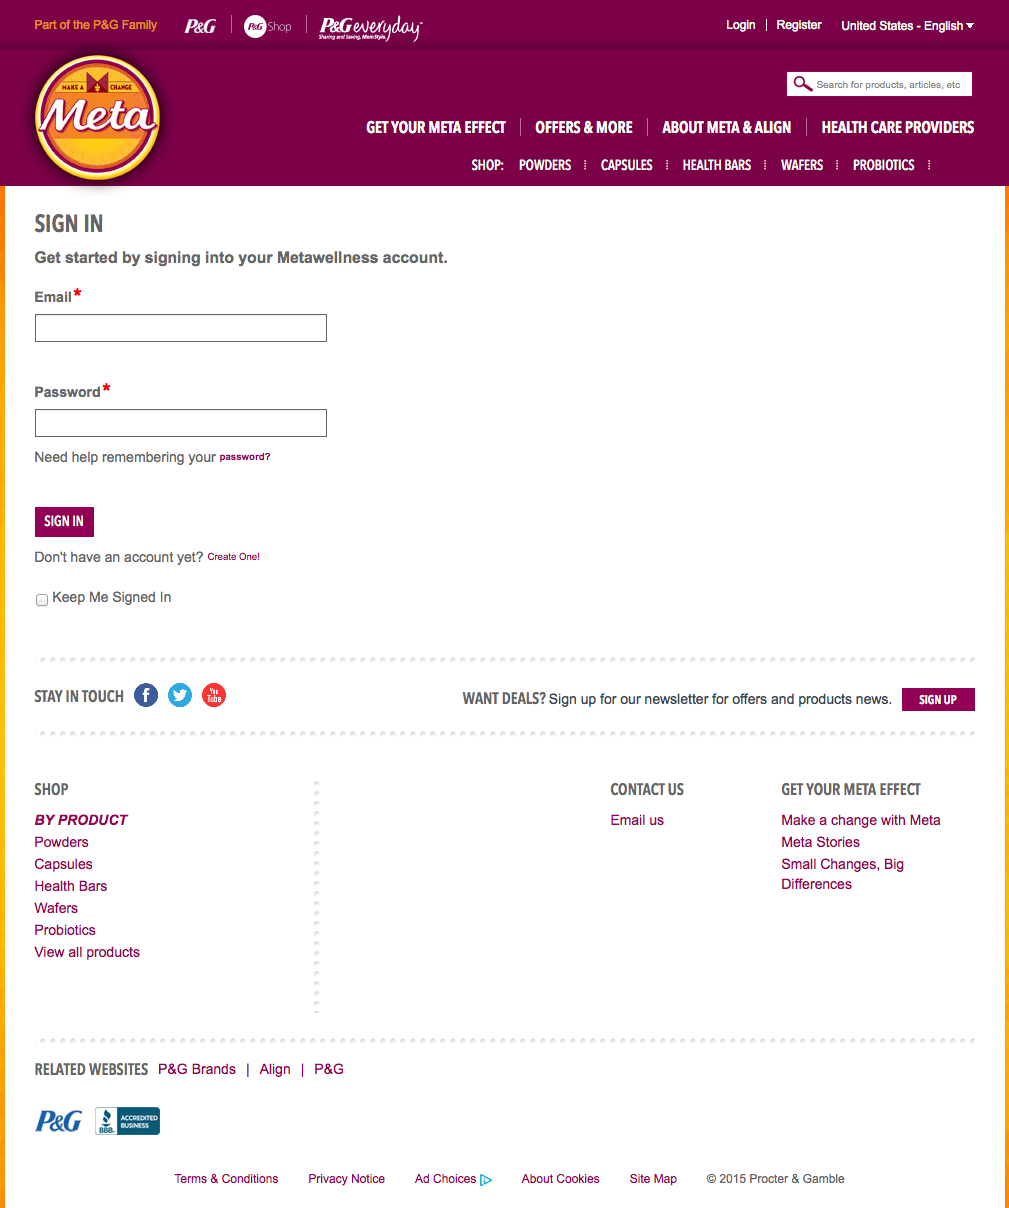 Part of the P&G Family
P&G
P&G Shop
P&G everyday
Sharing and Saving, Mom Style.
Login | Register
United States - English
MAKE A CHANGE
Meta
Search for products, articles, etc
GET YOUR META EFFECT
OFFERS & MORE
ABOUT META & ALIGN
HEALTH CARE PROVIDERS
SHOP: POWDERS CAPSULES HEALTH BARS WAFERS PROBIOTICS
SIGN IN
Get started by signing into your Metawellness account.
Email*
Password*
Need help remembering your password?
SIGN IN
Don't have an account yet? Create One!
Keep Me Signed In
STAY IN TOUCH
f
You Tube
WANT DEALS? Sign up for our newsletter for offers and products news.
SIGN UP
SHOP
BY PRODUCT
Powders
Capsules
Health Bars
Wafers
Probiotics
View all products
CONTACT US
Email us
GET YOUR META EFFECT
Make a change with Meta
Meta Stories
Small Changes, Big
Differences
RELATED WEBSITES P&G Brands | Align | P&G
P&G
BBB.
ACCREDITED
BUSINESS
Terms & Conditions Privacy Notice Ad Choices About Cookies Site Map © 2015 Procter & Gamble